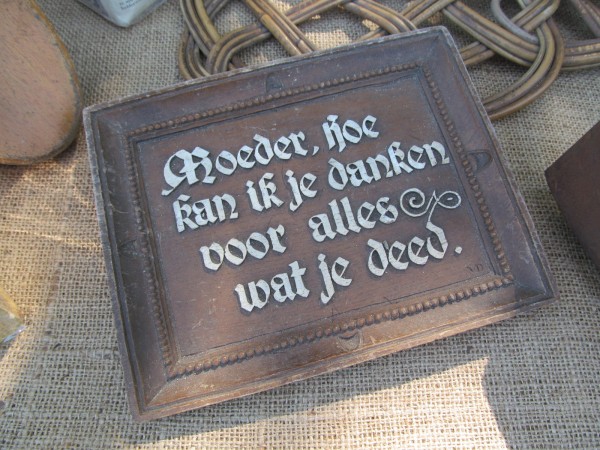 Moeder, hoe
kan ik je danken
voor alles
wat je deed.